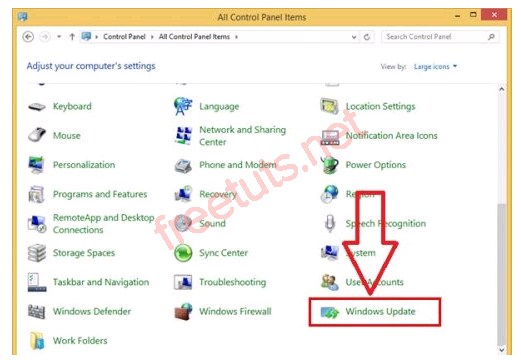 All Control Panel Items
Control Panel
All Control Panel Items
Search Control Panel
Adjust your computer's settings
View by: Large icons
Keyboard
Language
Location Settings
Mouse
Network and Sharing
Center
Notification Area Icons
Personalization
Phone and Modem
Power Options
Programs and Features
Recovery
Region
RemoteApp and Desktop
Connections
Sound
Speech Recognition
Storage Spaces
Sync Center
System
Taskbar and Navigation
Troubleshooting
User Accounts
Windows Defender
Windows Firewall
Windows Update
Work Folders
freetuts.net